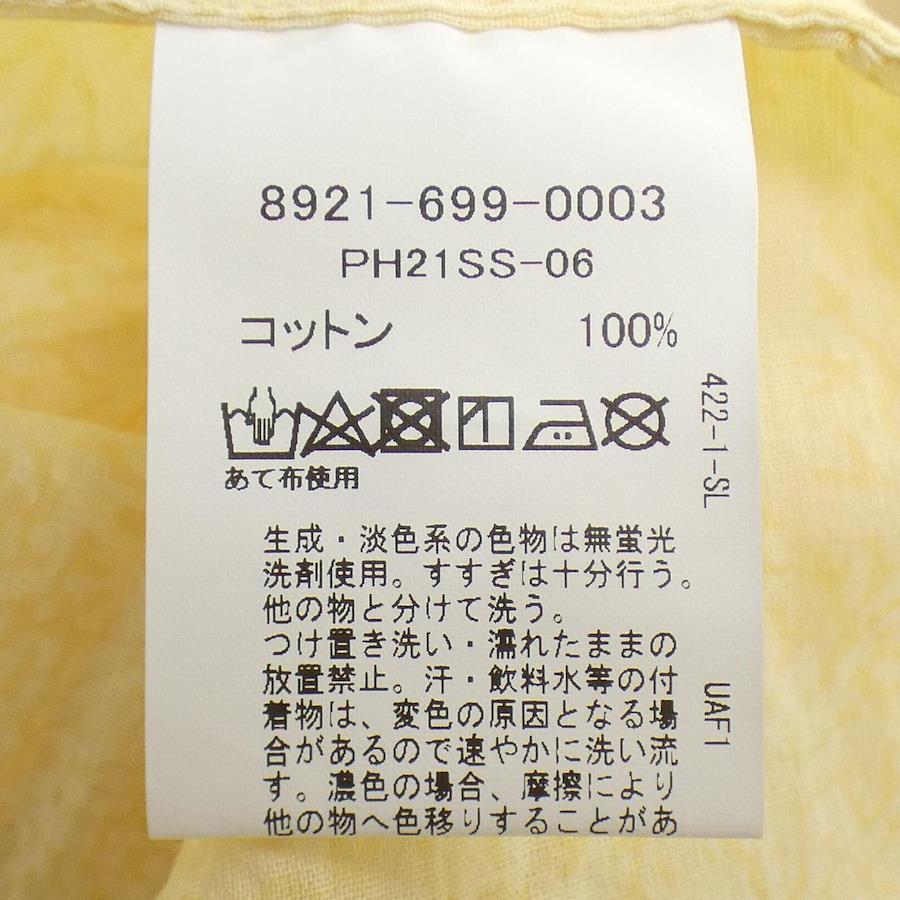 8921-699-0003
PH21SS-06
コットン 100%
あて布使用
生成・淡色系の色物は無蛍光
洗剤使用。すすぎは十分行う。
他の物と分けて洗う。
つけ置き洗い・濡れたままの
放置禁止。汗・飲料水等の付
着物は、変色の原因となる場
合があるので速やかに洗い流
す。濃色の場合、摩擦により
他の物へ色移りすることがあ
422-1-SL
UAF1